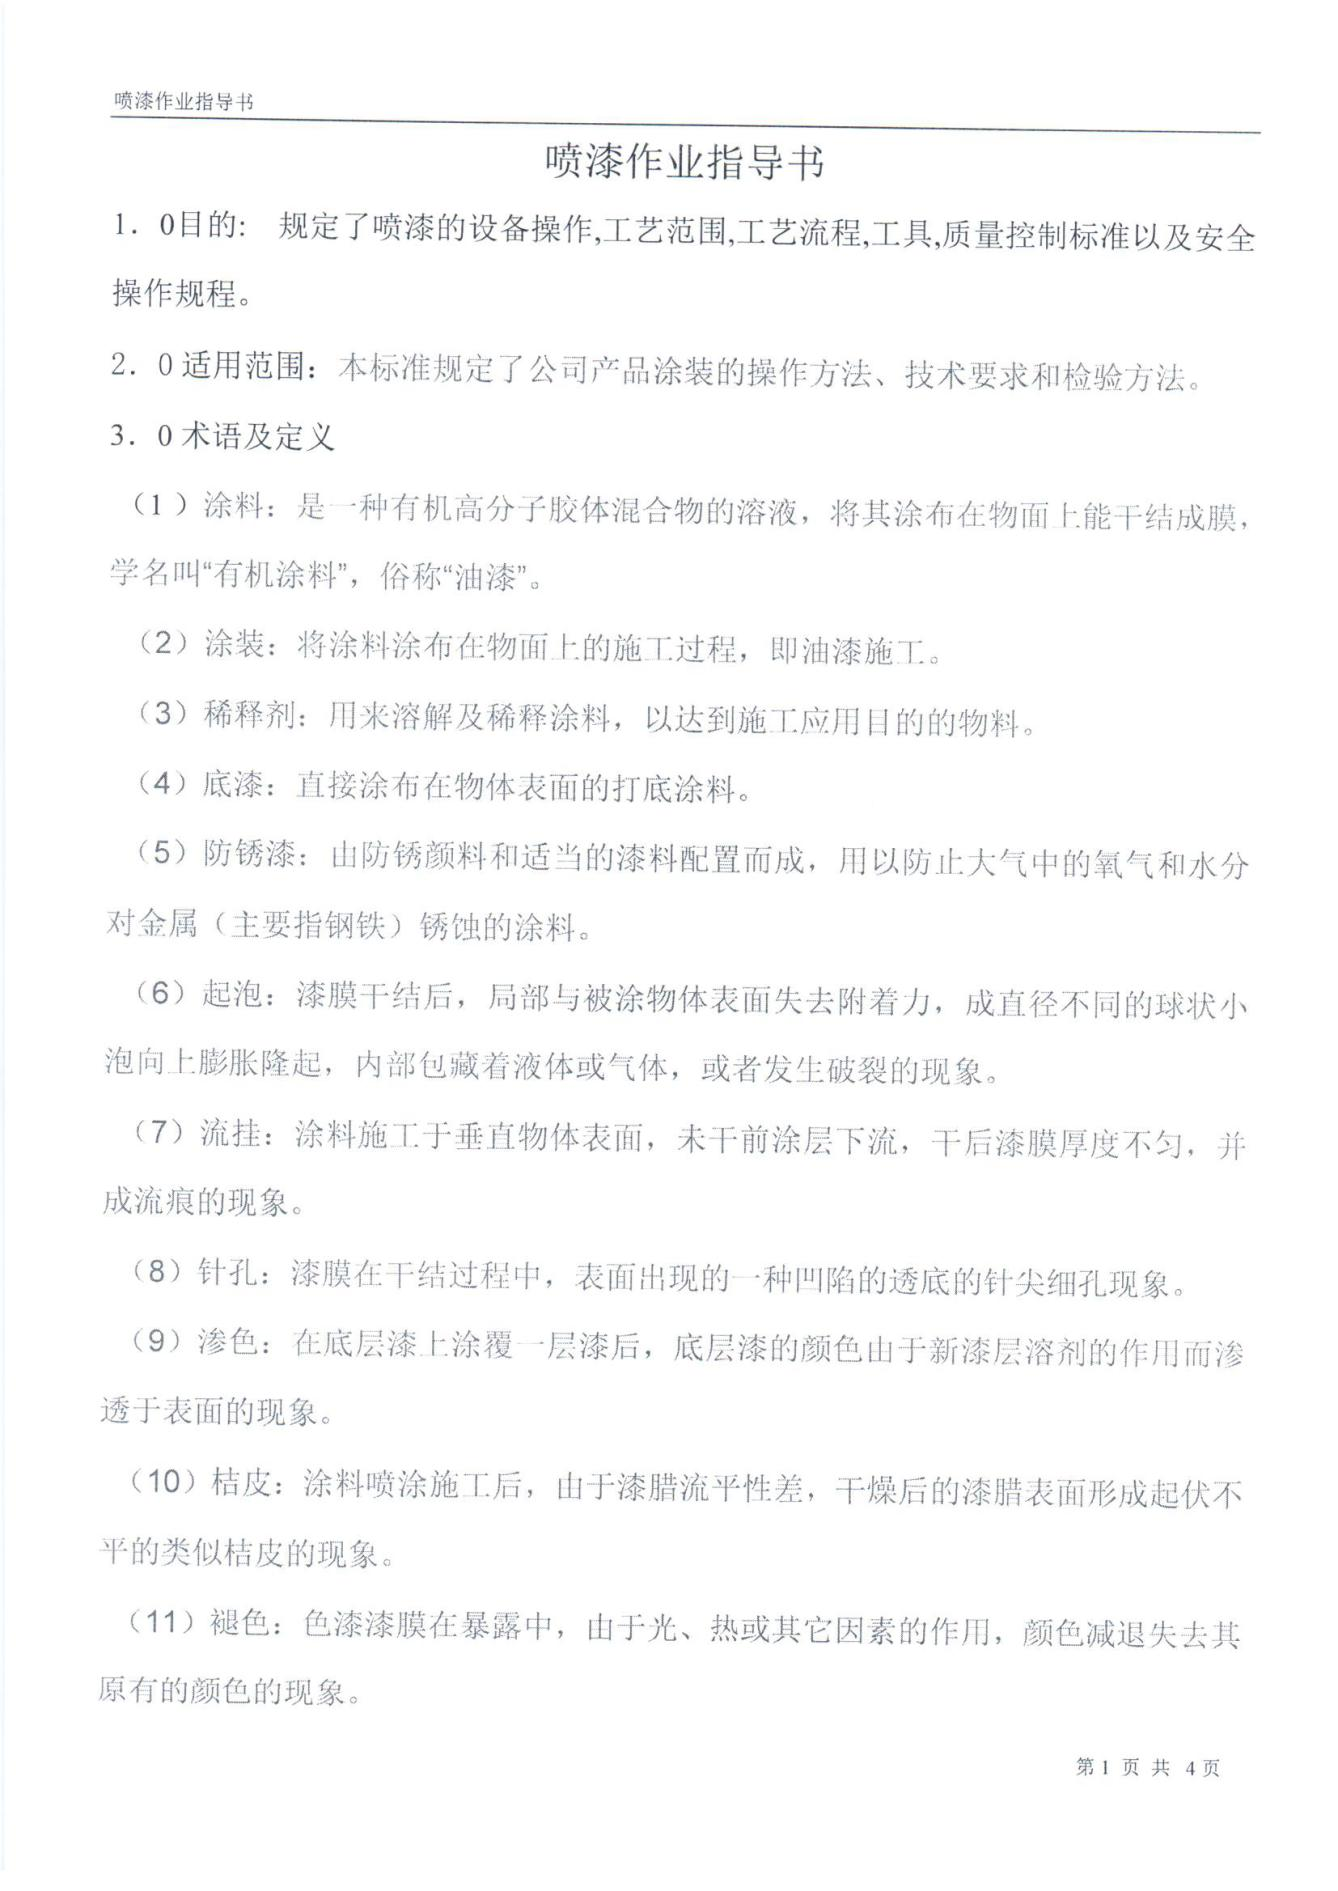 喷漆作业指导书
喷漆作业指导书
1. 0目的: 规定了喷漆的设备操作,工艺范围,工艺流程,工具,质量控制标准以及安全
操作规程。
2. 0适用范围：本标准规定了公司产品涂装的操作方法、技术要求和检验方法。
3. 0术语及定义
（1 ）涂料：是一种有机高分子胶体混合物的溶液，将其涂布在物面上能干结成膜，
学名叫“有机涂料”，俗称“油漆”。
（2）涂装：将涂料涂布在物面上的施工过程，即油漆施工。
（3）稀释剂：用来溶解及稀释涂料，以达到施工应用目的的物料。
（4）底漆：直接涂布在物体表面的打底涂料。
（5）防锈漆：由防锈颜料和适当的漆料配置而成，用以防止大气中的氧气和水分
对金属（主要指钢铁）锈蚀的涂料。
（6）起泡：漆膜干结后，局部与被涂物体表面失去附着力，成直径不同的球状小
泡向上膨胀隆起，内部包藏着液体或气体，或者发生破裂的现象。
（7）流挂：涂料施工于垂直物体表面，未干前涂层下流，干后漆膜厚度不匀，并
成流痕的现象。
（8）针孔：漆膜在干结过程中，表面出现的一种凹陷的透底的针尖细孔现象。
（9）渗色：在底层漆上涂覆一层漆后，底层漆的颜色由于新漆层溶剂的作用而渗
透于表面的现象。
（10）桔皮：涂料喷涂施工后，由于漆腊流平性差，干燥后的漆腊表面形成起伏不
平的类似桔皮的现象。
（11）褪色：色漆漆膜在暴露中，由于光、热或其它因素的作用，颜色减退失去其
原有的颜色的现象。
第1 页 共 4页